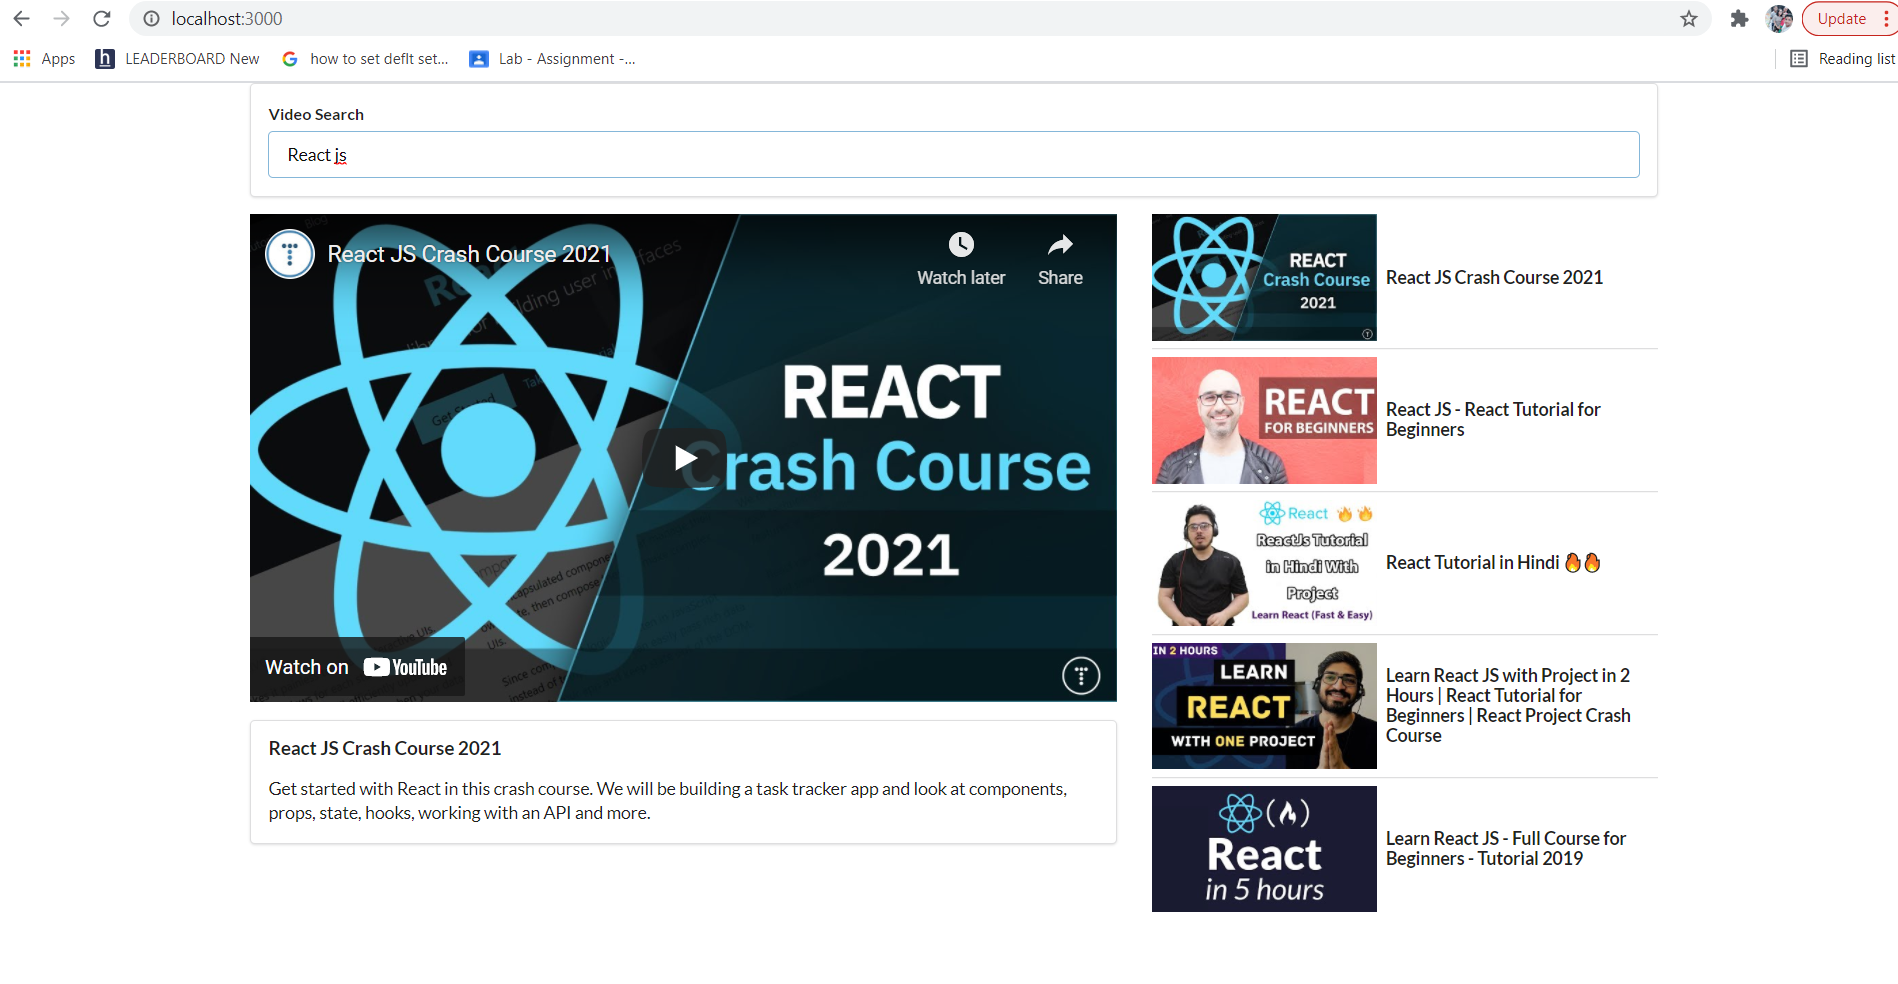 localhost:3000
Update
Apps
LEADERBOARD New
how to set deflt set...
Lab - Assignment -...
Reading list
Video Search
React js
React JS Crash Course 2021
Watch later
Share
Get Started
REACT
Crash Course
2021
Watch on YouTube
React JS Crash Course 2021
Get started with React in this crash course. We will be building a task tracker app and look at components,
props, state, hooks, working with an API and more.
REACT
Crash Course
2021
React JS Crash Course 2021
REACT
FOR BEGINNERS
React JS - React Tutorial for
Beginners
React 🔥🔥
ReactJs Tutorial
in Hindi With
Project
Learn React (Fast & Easy)
React Tutorial in Hindi 🔥🔥
IN 2 HOURS
LEARN
REACT
WITH ONE PROJECT
Learn React JS with Project in 2
Hours | React Tutorial for
Beginners | React Project Crash
Course
React
in 5 hours
Learn React JS - Full Course for
Beginners - Tutorial 2019